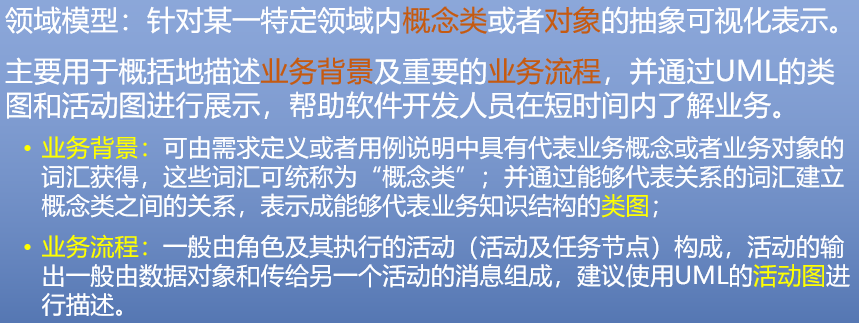 领域模型：针对某一特定领域内概念类或者对象的抽象可视化表示。
主要用于概括地描述业务背景及重要的业务流程，并通过UML的类
图和活动图进行展示，帮助软件开发人员在短时间内了解业务。
• 业务背景：可由需求定义或者用例说明中具有代表业务概念或者业务对象的
词汇获得，这些词汇可统称为“概念类”；并通过能够代表关系的词汇建立
概念类之间的关系，表示成能够代表业务知识结构的类图；
• 业务流程：一般由角色及其执行的活动（活动及任务节点）构成，活动的输
出一般由数据对象和传给另一个活动的消息组成，建议使用UML的活动图进
行描述。